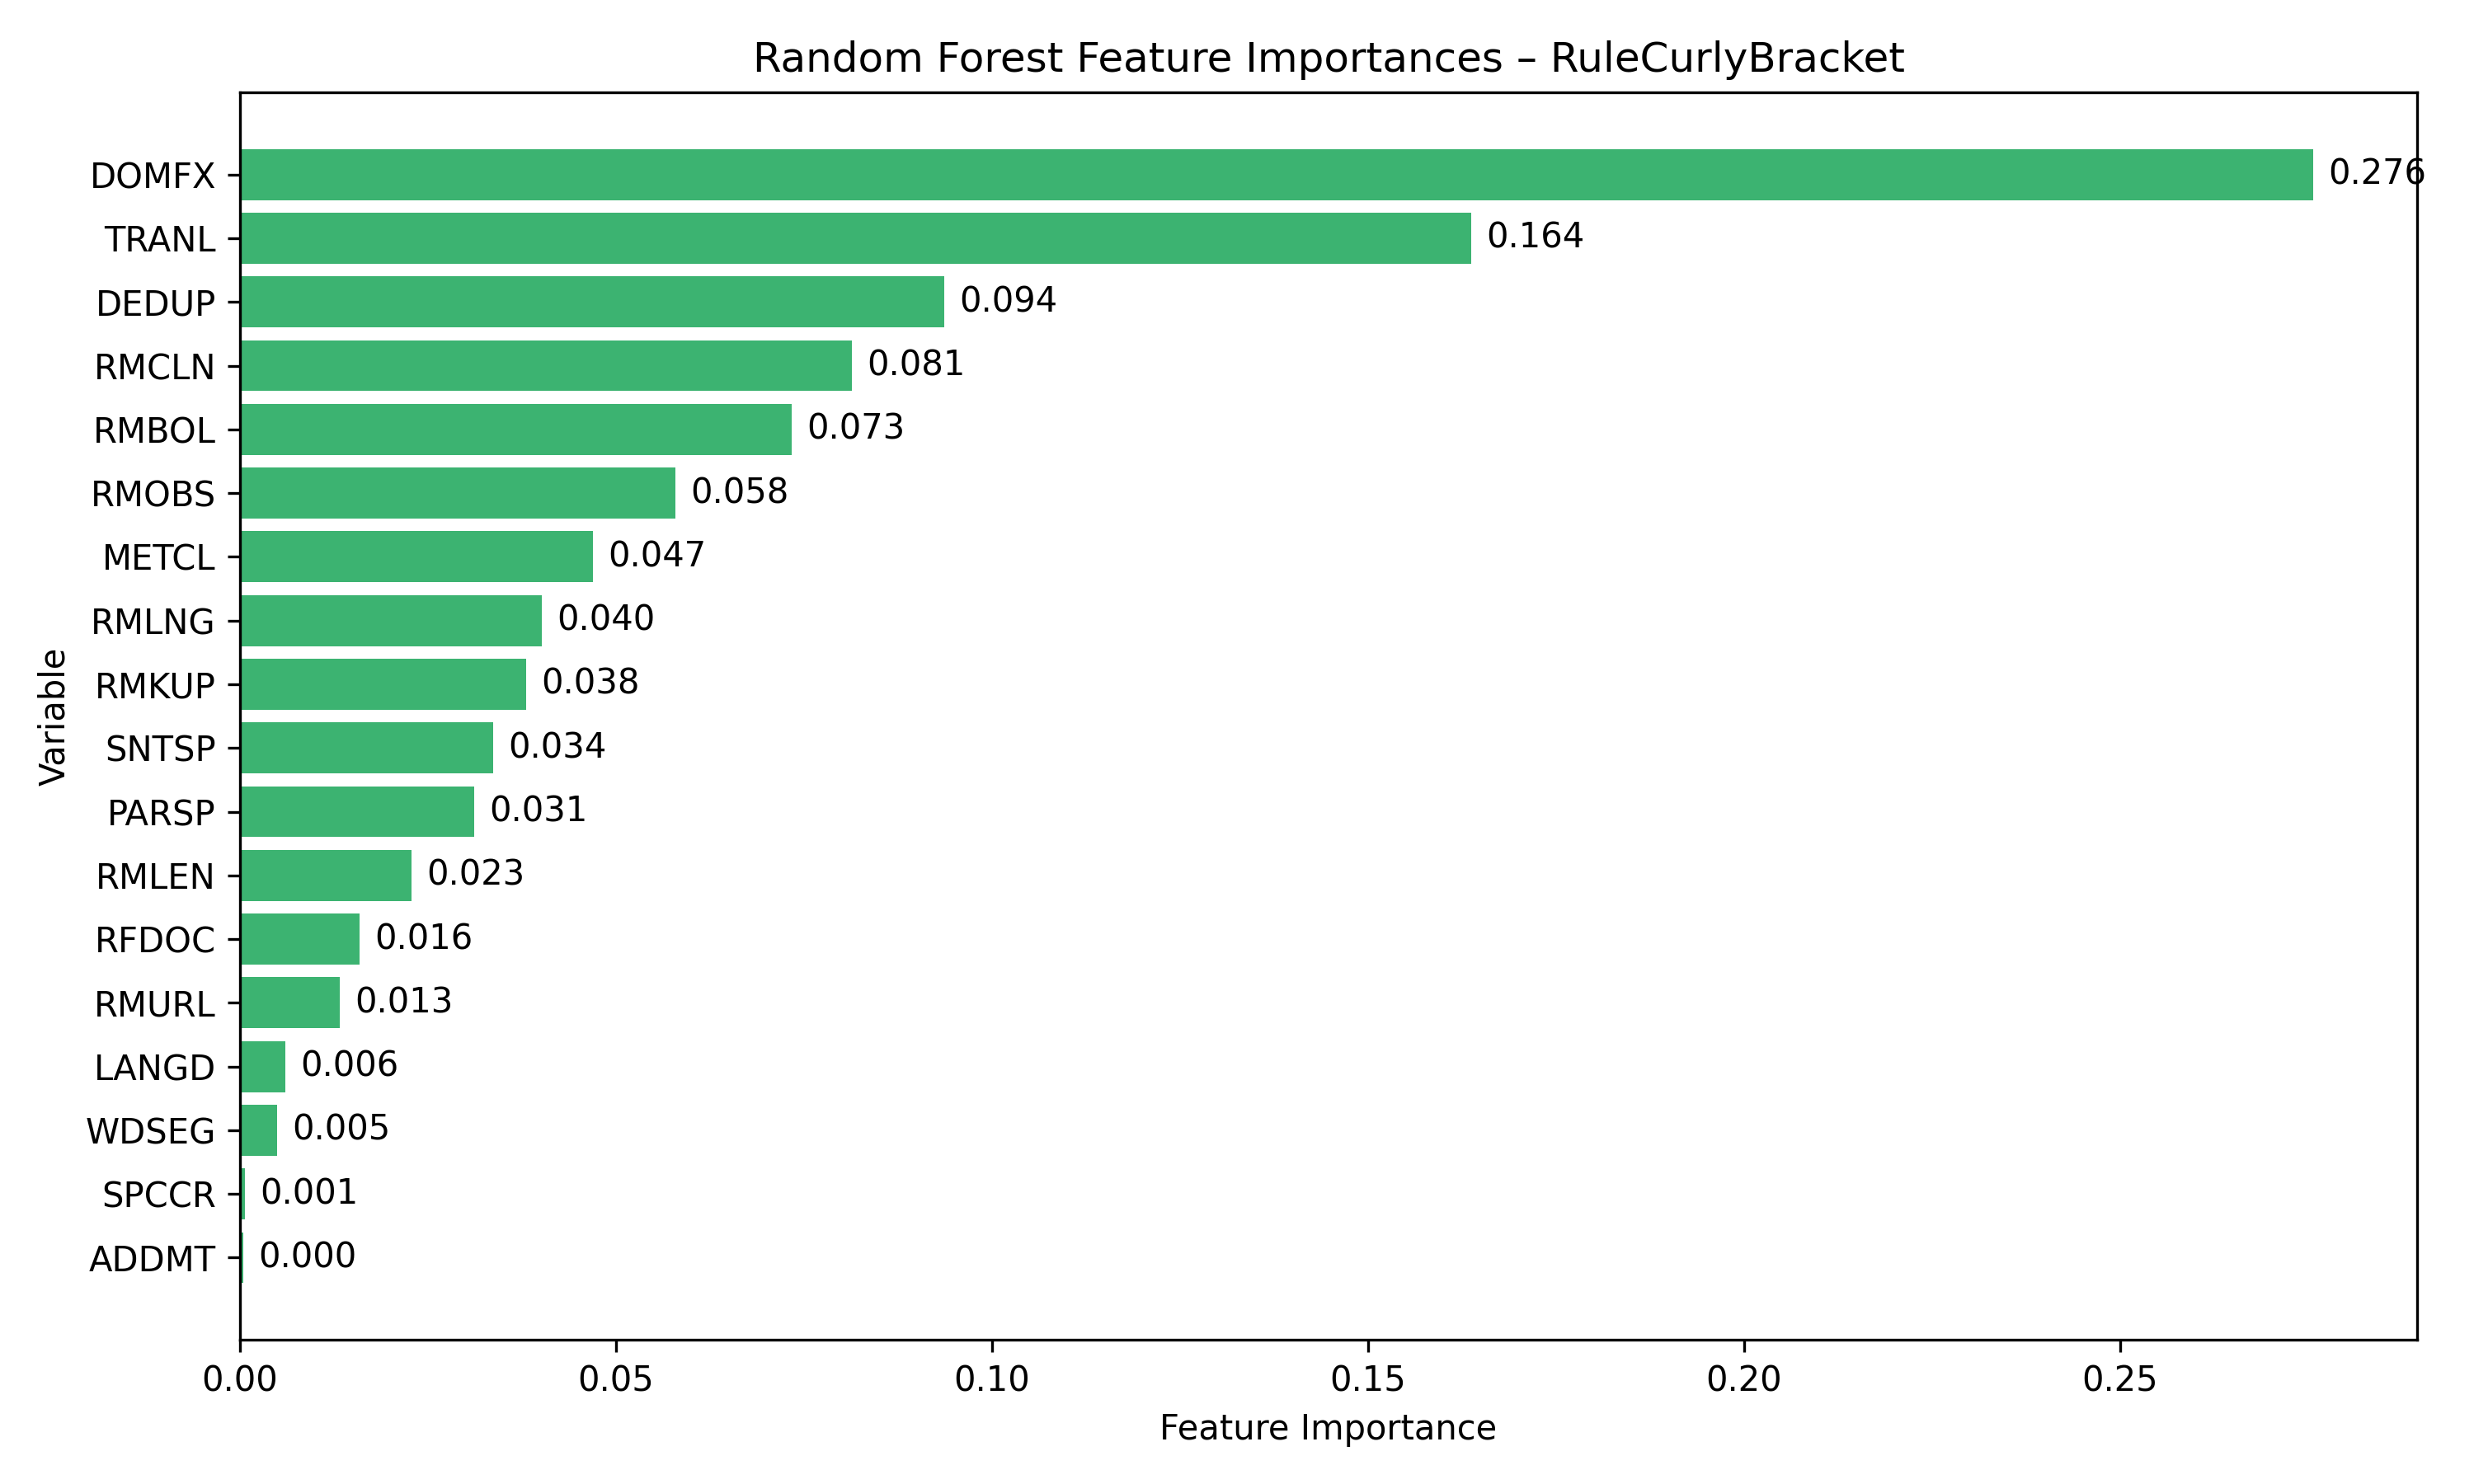 Random Forest Feature Importances – RuleCurlyBracket
DOMFX 0.276
TRANL 0.164
DEDUP 0.094
RMCLN 0.081
RMBOL 0.073
RMOBS 0.058
METCL 0.047
RMLNG 0.040
RMKUP 0.038
SNTSP 0.034
PARSP 0.031
RMLEN 0.023
RFDOC 0.016
RMURL 0.013
LANGD 0.006
WDSEG 0.005
SPCCR 0.001
ADDMT 0.000
Variable
0.00 0.05 0.10 0.15 0.20 0.25
Feature Importance